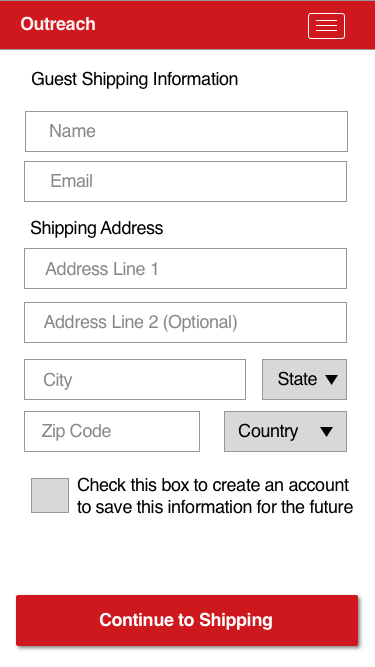 Outreach
Guest Shipping Information
Name
Email
Shipping Address
Address Line 1
Address Line 2 (Optional)
City
State
Zip Code
Country
Check this box to create an account
to save this information for the future
Continue to Shipping